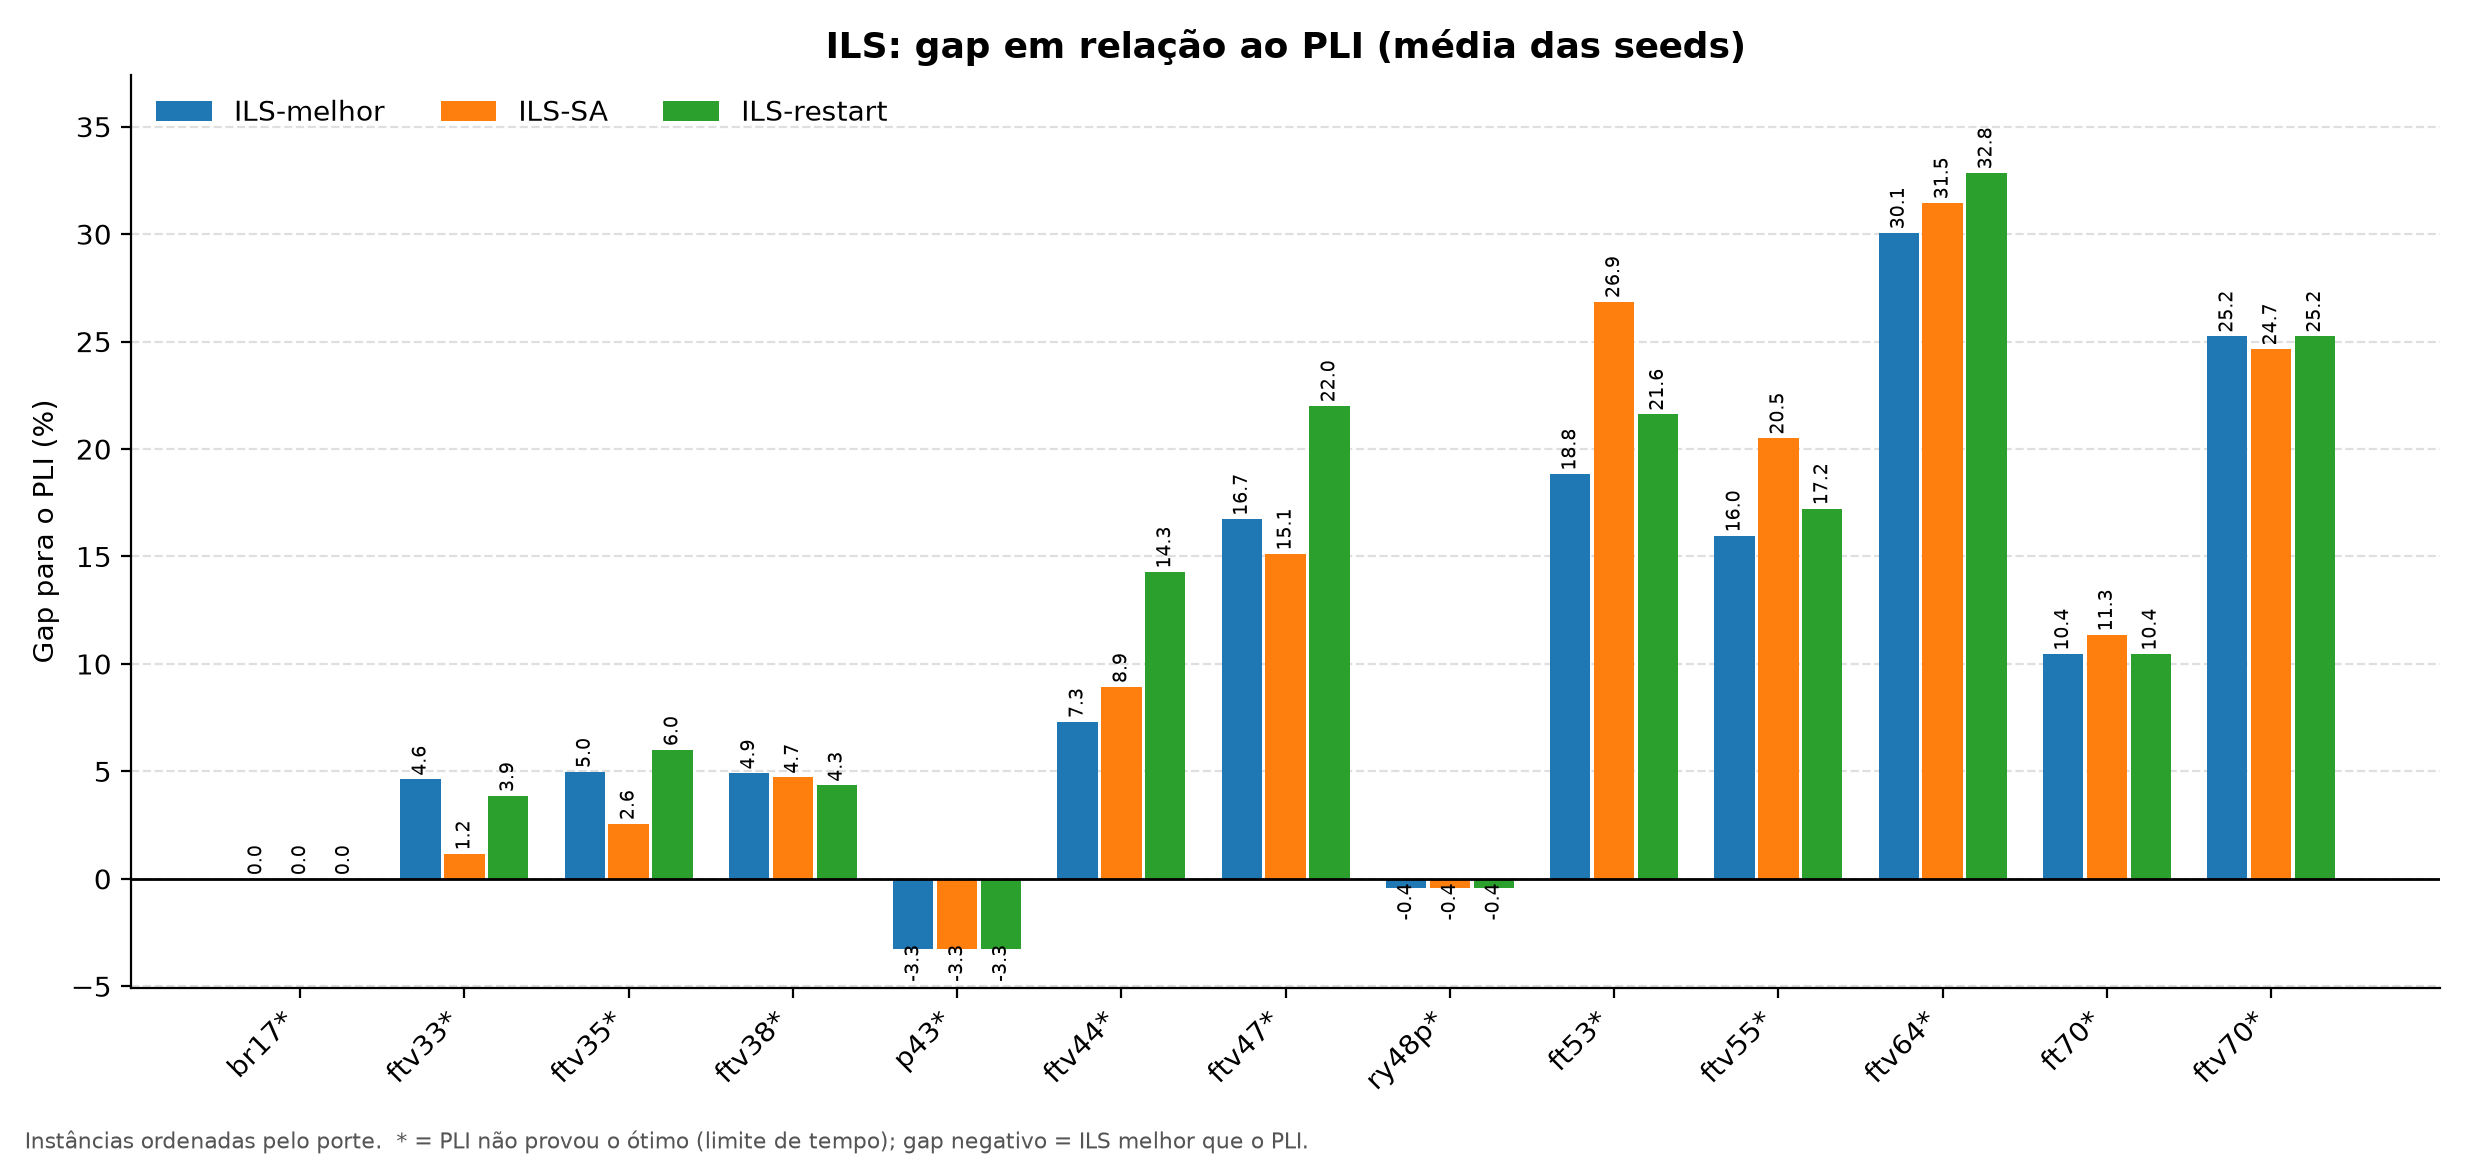 ILS: gap em relação ao PLI (média das seeds)
ILS-melhor ILS-SA ILS-restart
Gap para o PLI (%)
35
30
25
20
15
10
5
0
−5
0.0 0.0 0.0
4.6 1.2 3.9
5.0 2.6 6.0
4.9 4.7 4.3
-3.3 -3.3 -3.3
7.3 8.9 14.3
16.7 15.1 22.0
-0.4 -0.4 -0.4
18.8 26.9 21.6
16.0 20.5 17.2
30.1 31.5 32.8
10.4 11.3 10.4
25.2 24.7 25.2
br17* ftv33* ftv35* ftv38* p43* ftv44* ftv47* ry48p* ft53* ftv55* ftv64* ft70* ftv70*
Instâncias ordenadas pelo porte. * = PLI não provou o ótimo (limite de tempo); gap negativo = ILS melhor que o PLI.